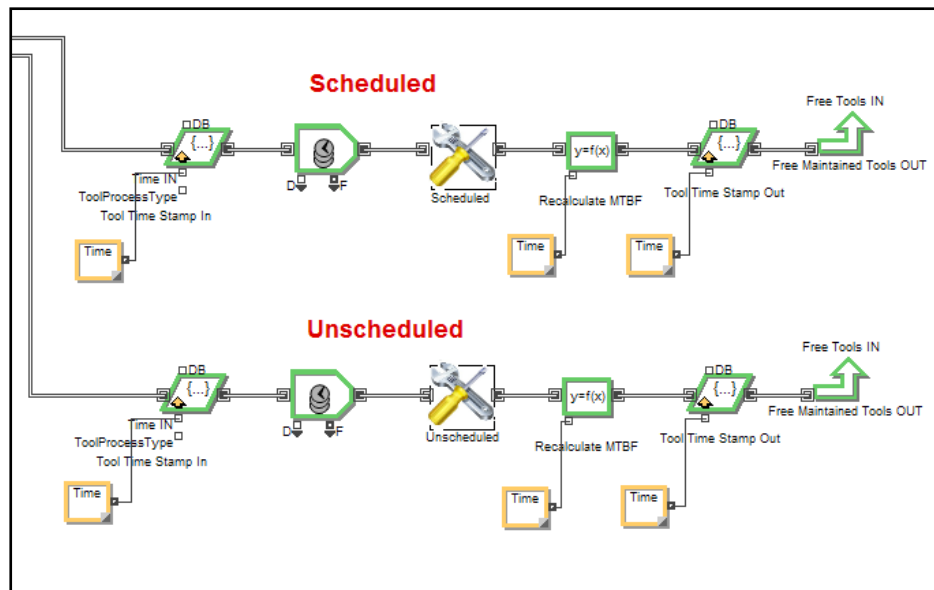 Scheduled
Free Tools IN
DB
{...}
DB
{...}
y=f(x)
Free Maintained Tools OUT
Time IN
D
F
Scheduled
ToolProcessType
Recalculate MTBF
Tool Time Stamp Out
Tool Time Stamp In
Time
Time
Time
Unscheduled
Free Tools IN
DB
{...}
DB
{...}
y=f(x)
Free Maintained Tools OUT
Time IN
D
F
Unscheduled
ToolProcessType
Recalculate MTBF
Tool Time Stamp Out
Tool Time Stamp In
Time
Time
Time